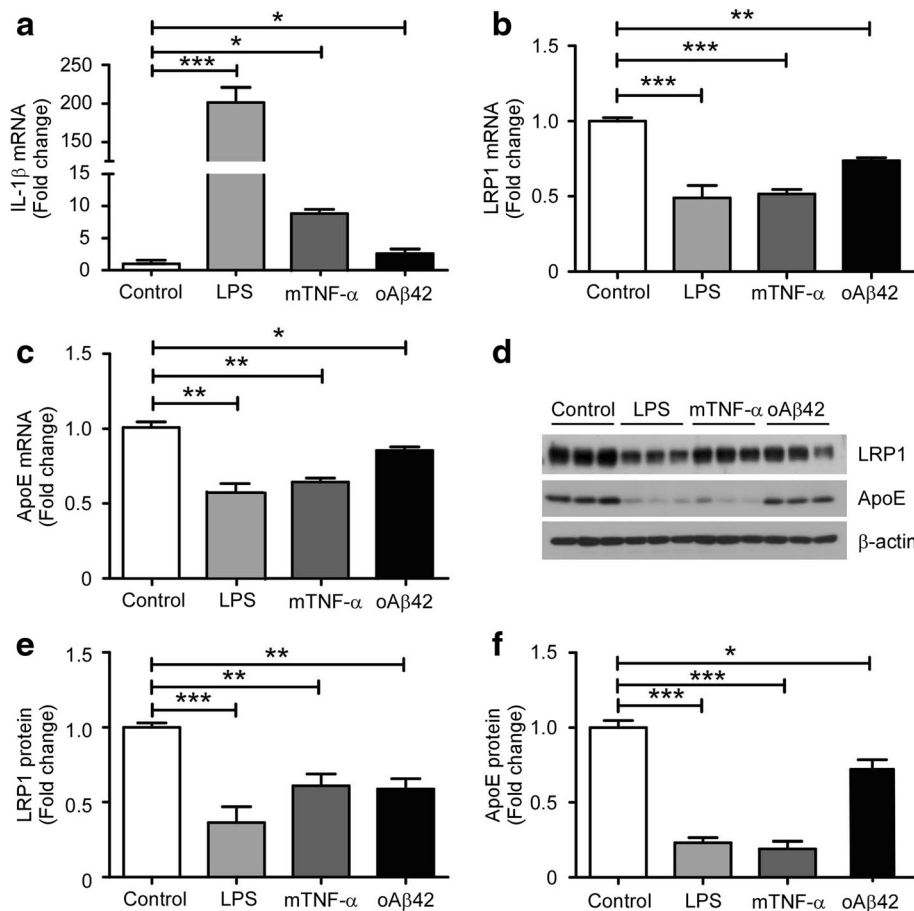 a
*
*
***
250
200
150
15
10
5
0
IL-1β mRNA
(Fold change)
Control LPS mTNF-α oAβ42
b
**
***
***
1.5
1.0
0.5
0
LRP1 mRNA
(Fold change)
Control LPS mTNF-α oAβ42
c
*
**
**
1.5
1.0
0.5
0
ApoE mRNA
(Fold change)
Control LPS mTNF-α oAβ42
d
Control LPS mTNF-α oAβ42
LRP1
ApoE
β-actin
e
**
**
***
1.5
1.0
0.5
0
LRP1 protein
(Fold change)
Control LPS mTNF-α oAβ42
f
*
***
***
1.5
1.0
0.5
0
ApoE protein
(Fold change)
Control LPS mTNF-α oAβ42